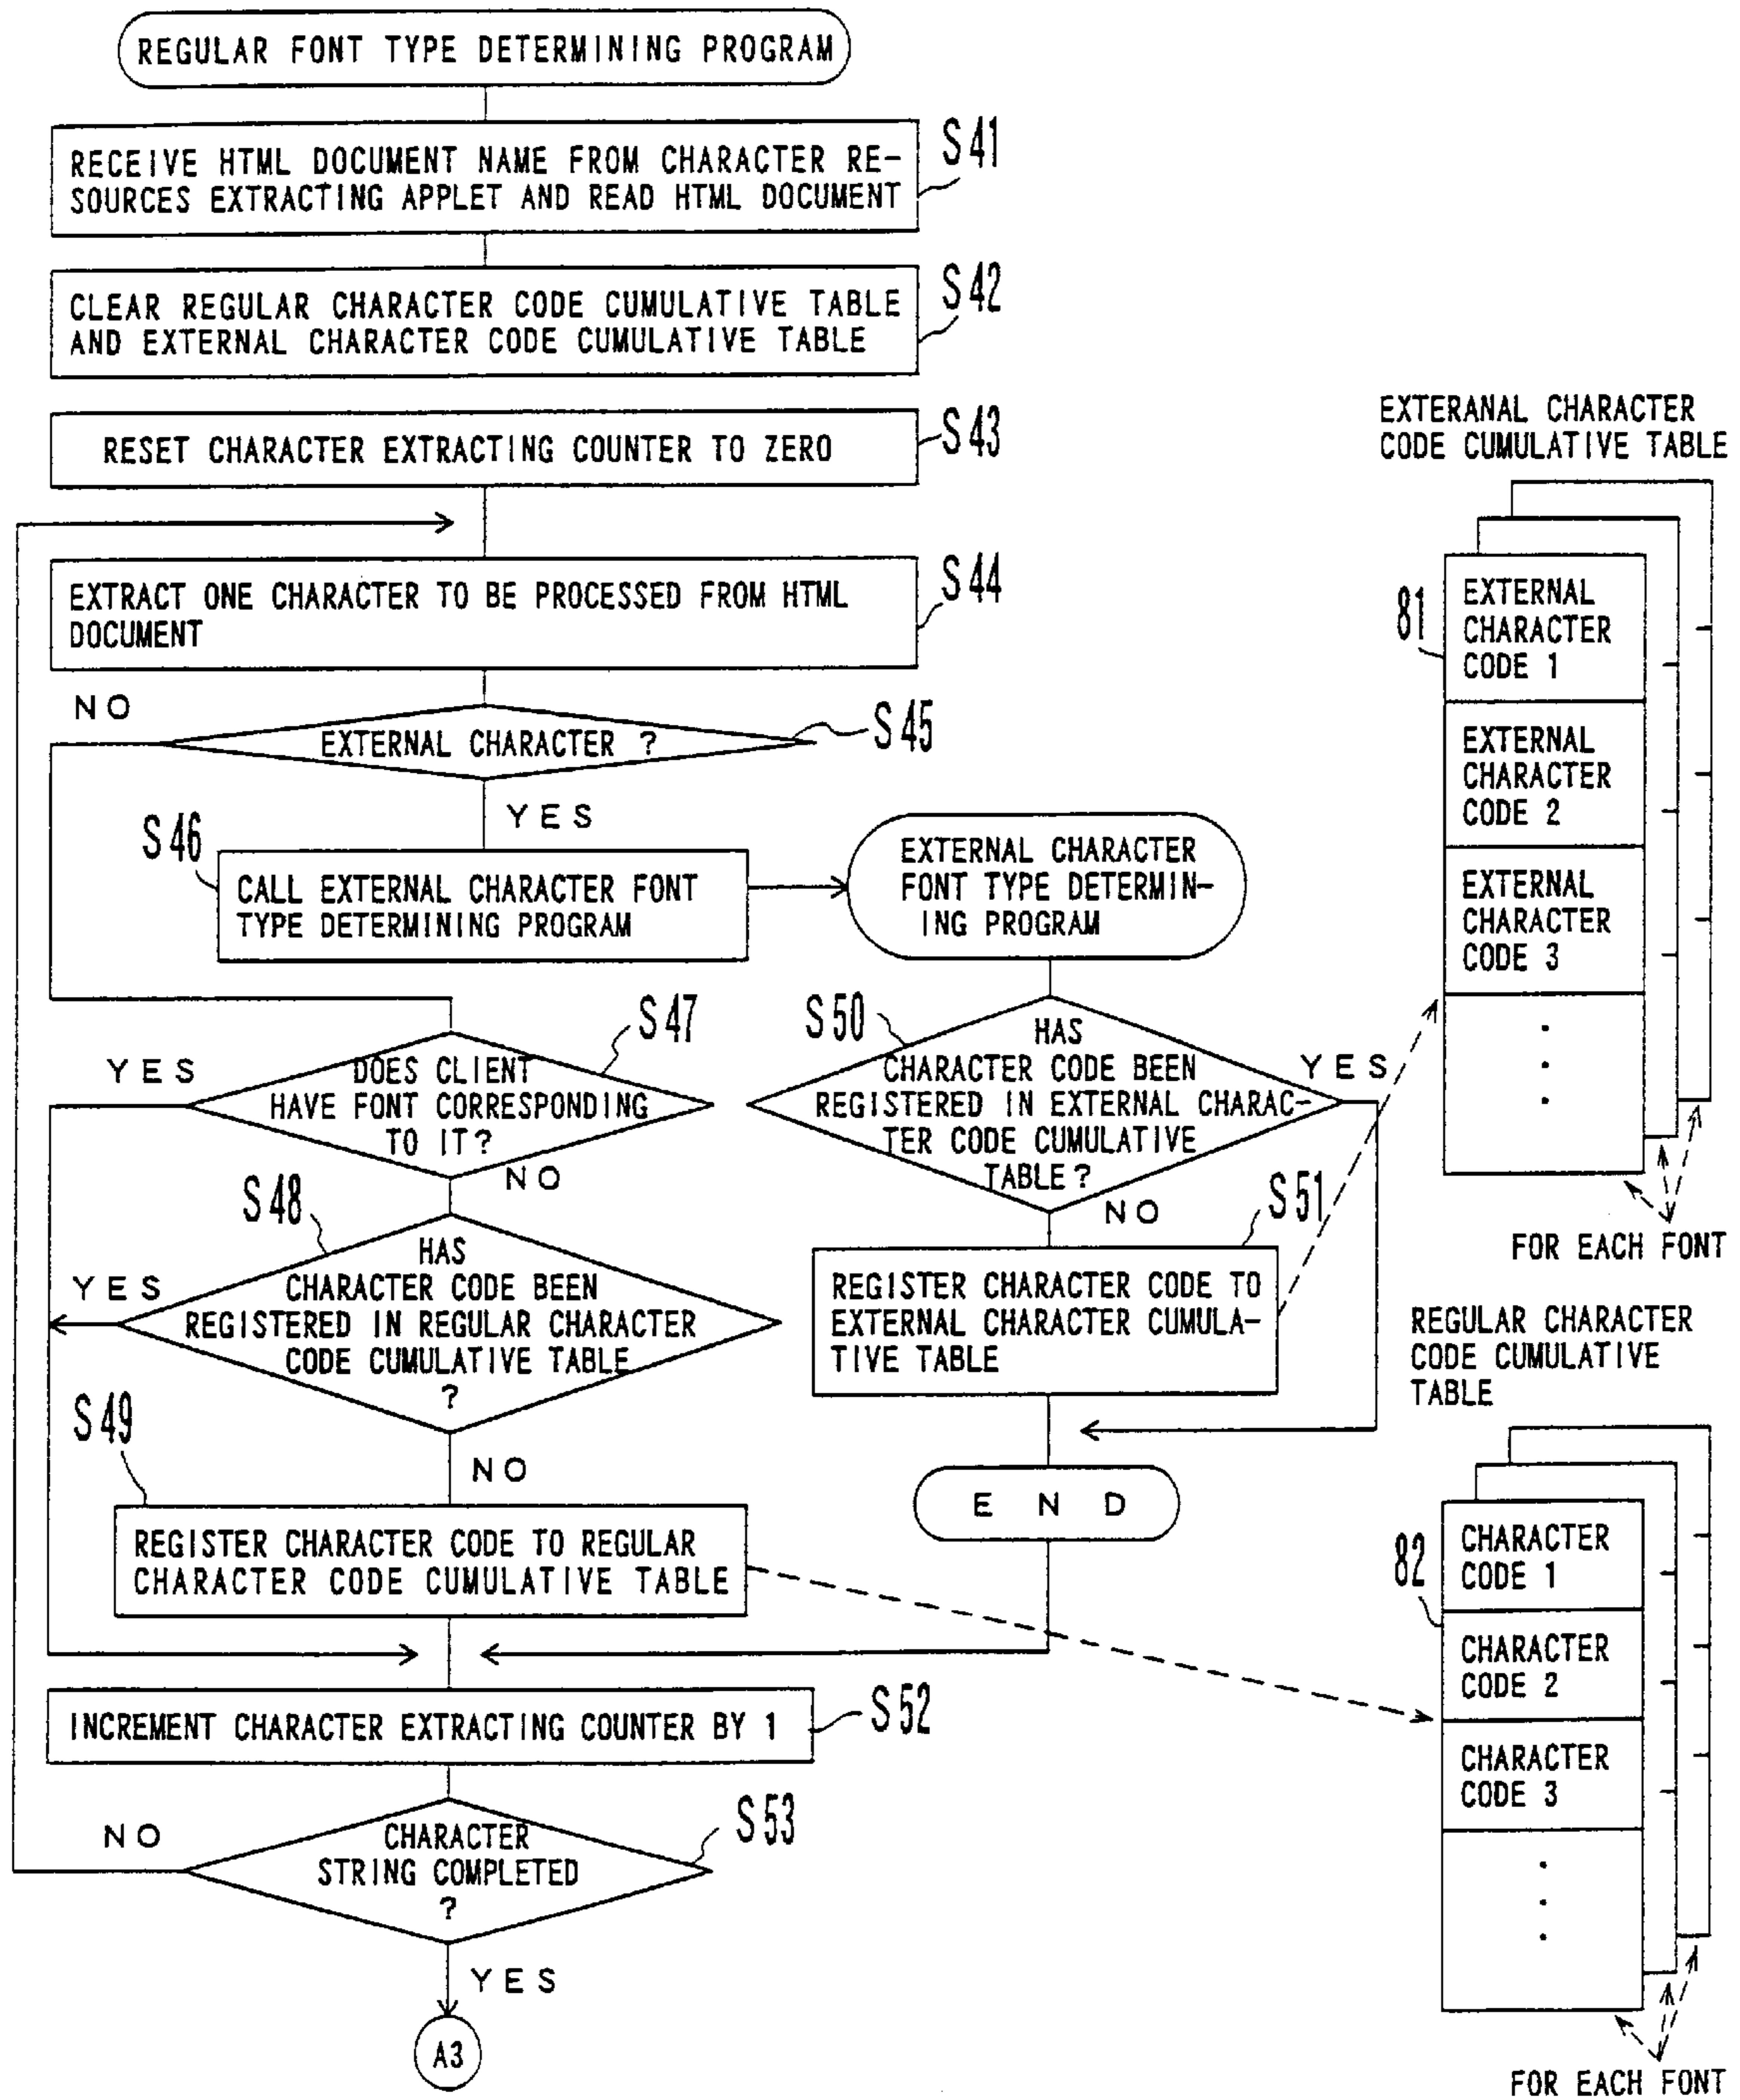 REGULAR FONT TYPE DETERMINING PROGRAM
S41
RECEIVE HTML DOCUMENT NAME FROM CHARACTER RE-
SOURCES EXTRACTING APPLET AND READ HTML DOCUMENT
S42
CLEAR REGULAR CHARACTER CODE CUMULATIVE TABLE
AND EXTERNAL CHARACTER CODE CUMULATIVE TABLE
S43
RESET CHARACTER EXTRACTING COUNTER TO ZERO
S44
EXTRACT ONE CHARACTER TO BE PROCESSED FROM HTML
DOCUMENT
NO
S45
EXTERNAL CHARACTER ?
YES
S46
CALL EXTERNAL CHARACTER FONT
TYPE DETERMINING PROGRAM
EXTERNAL CHARACTER
FONT TYPE DETERMIN-
ING PROGRAM
S47
YES
DOES CLIENT
HAVE FONT CORRESPONDING
TO IT?
NO
S48
YES
HAS
CHARACTER CODE BEEN
REGISTERED IN REGULAR CHARACTER
CODE CUMULATIVE TABLE
?
NO
S49
REGISTER CHARACTER CODE TO REGULAR
CHARACTER CODE CUMULATIVE TABLE
S50
HAS
CHARACTER CODE BEEN
REGISTERED IN EXTERNAL CHARAC-
TER CODE CUMULATIVE
TABLE?
YES
NO
S51
REGISTER CHARACTER CODE TO
EXTERNAL CHARACTER CUMULA-
TIVE TABLE
END
S52
INCREMENT CHARACTER EXTRACTING COUNTER BY 1
S53
NO
CHARACTER
STRING COMPLETED
?
YES
A3
EXTERANAL CHARACTER
CODE CUMULATIVE TABLE
81
EXTERNAL
CHARACTER
CODE 1
EXTERNAL
CHARACTER
CODE 2
EXTERNAL
CHARACTER
CODE 3
FOR EACH FONT
REGULAR CHARACTER
CODE CUMULATIVE
TABLE
82
CHARACTER
CODE 1
CHARACTER
CODE 2
CHARACTER
CODE 3
FOR EACH FONT